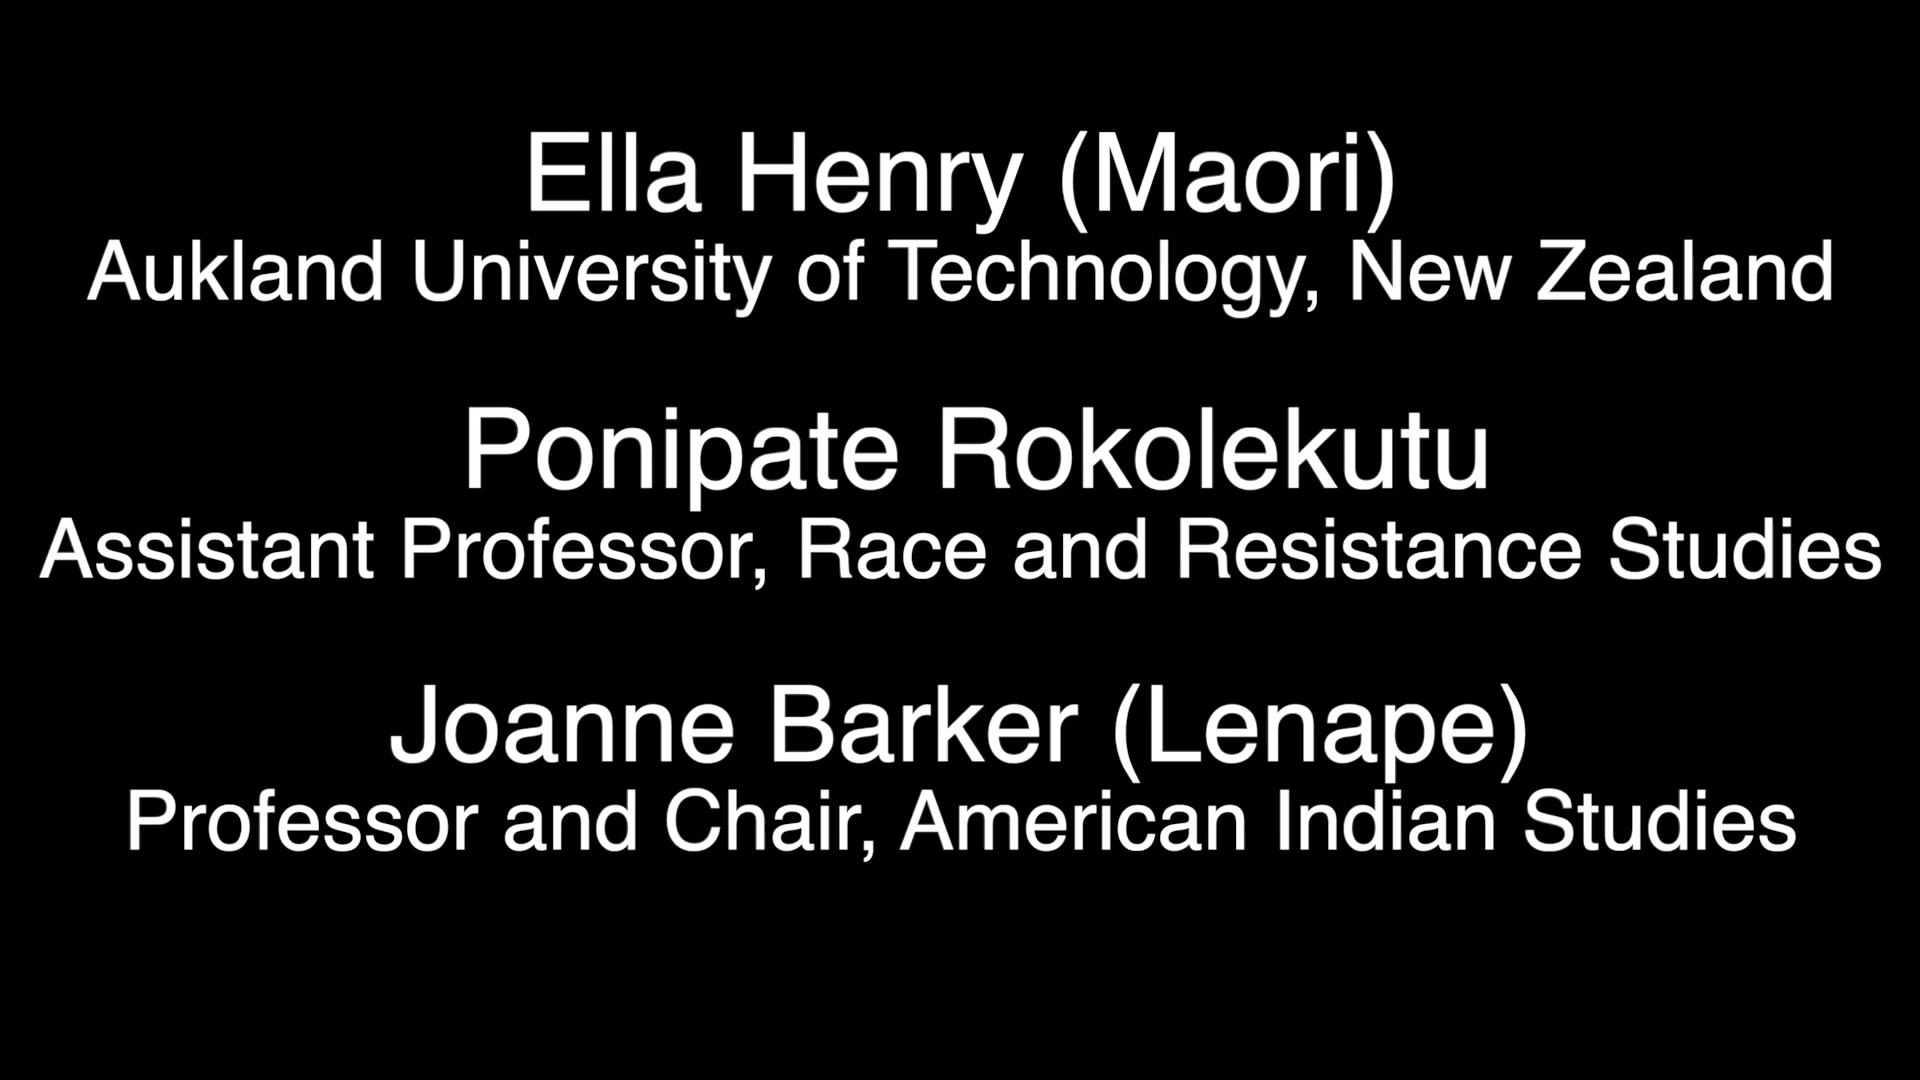 Ella Henry (Maori)
Aukland University of Technology, New Zealand
Ponipate Rokolekutu
Assistant Professor, Race and Resistance Studies
Joanne Barker (Lenape)
Professor and Chair, American Indian Studies